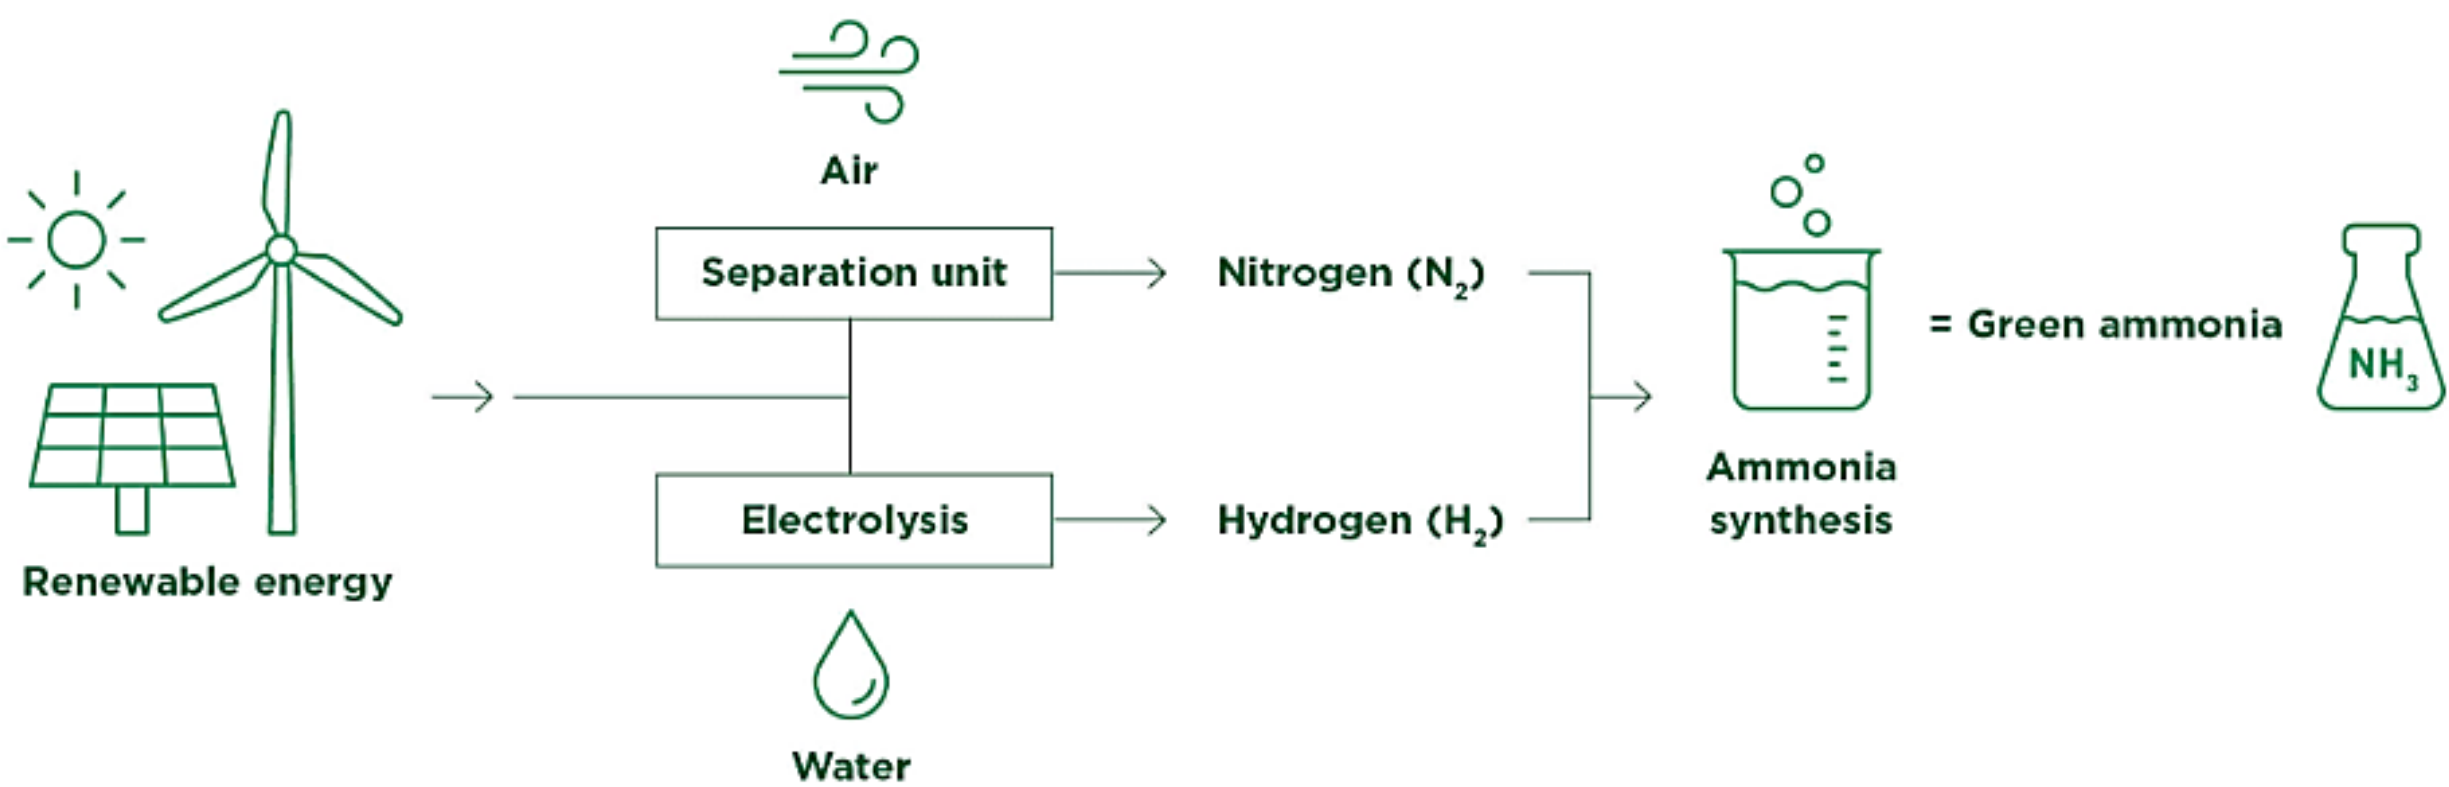 Renewable energy
Air
Separation unit
Electrolysis
Water
Nitrogen (N₂)
Hydrogen (H₂)
Ammonia
synthesis
= Green ammonia
NH₃